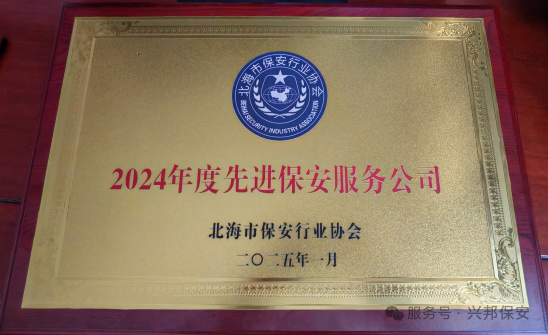 北海市保安行业协会
BEIHAI SECURITY INDUSTRY ASSOCIATION
2024年度先进保安服务公司
北海市保安行业协会
二〇二五年一月
服务号·兴邦保安